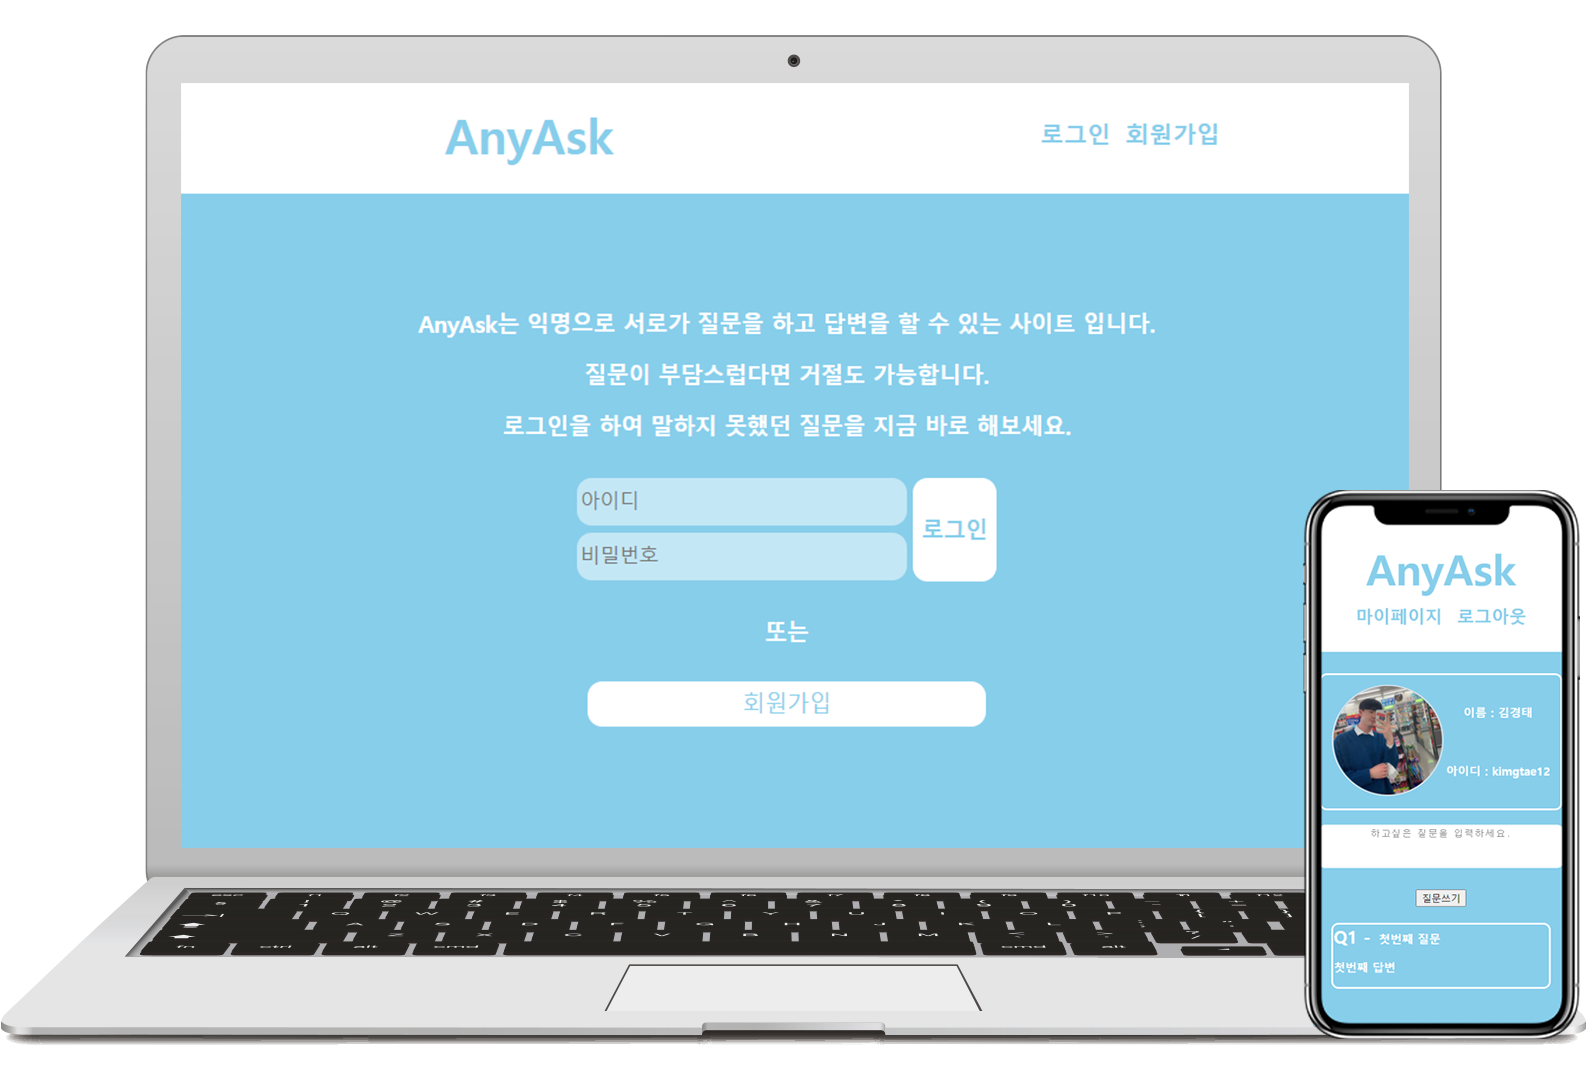 AnyAsk
로그인 회원가입
AnyAsk는 익명으로 서로가 질문을 하고 답변을 할 수 있는 사이트 입니다.
질문이 부담스럽다면 거절도 가능합니다.
로그인을 하여 말하지 못했던 질문을 지금 바로 해보세요.
아이디
비밀번호
로그인
또는
회원가입
AnyAsk
마이페이지 로그아웃
이름 : 김경태
아이디 : kimgtae12
하고싶은 질문을 입력하세요.
질문쓰기
Q1 - 첫번째 질문
첫번째 답변
fn ctrl alt cmd
cmd alt